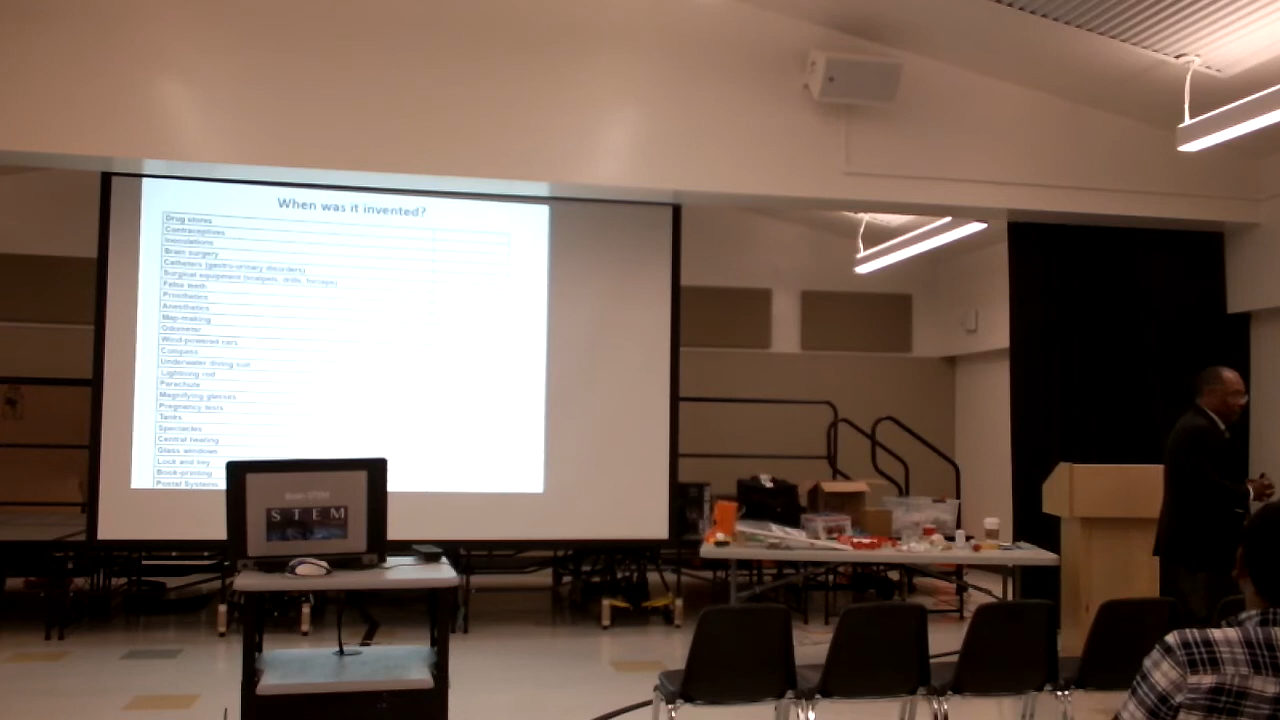 When was it invented?
Drug stores
Contraceptives
Inoculations
Brain surgery
Catheters (gastro-urinary disorders)
Surgical equipment (scalpels, drills, forceps)
False teeth
Prosthetics
Anesthetics
Map-making
Odometer
Wind-powered cars
Compass
Underwater diving suit
Lightning rod
Parachute
Magnifying glasses
Pregnancy tests
Tanks
Spectacles
Central heating
Glass windows
Lock and key
Book-printing
Postal Systems
Brain STEM
STEM